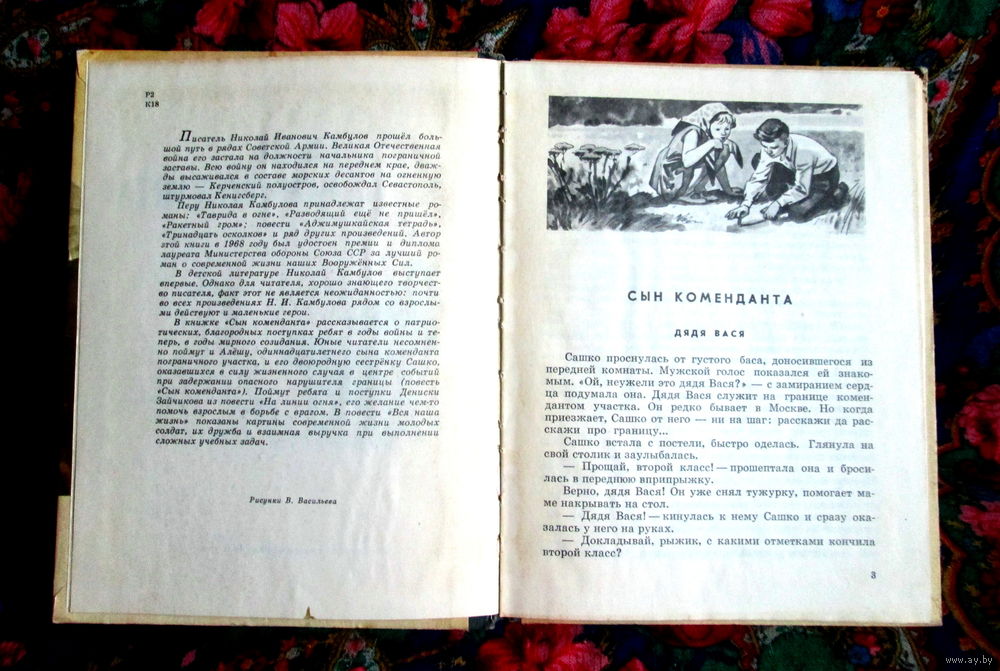 Р2
К18
Писатель Николай Иванович Камбулов прошёл боль-
шой путь в рядах Советской Армии. Великая Отечественная
война его застала на должности начальника пограничной
заставы. Всю войну он находился на переднем крае, дваж-
ды высаживался в составе морских десантов на огненную
землю — Керченский полуостров, освобождал Севастополь,
штурмовал Кенигсберг.
Перу Николая Камбулова принадлежат известные ро-
маны: «Таврида в огне», «Разводящий ещё не пришёл»,
«Ракетный гром»; повести «Аджимушкайская тетрадь»,
«Тринадцать осколков» и ряд других произведений. Автор
этой книги в 1968 году был удостоен премии и диплома
лауреата Министерства обороны Союза ССР за лучший ро-
ман о современной жизни наших Вооружённых Сил.
В детской литературе Николай Камбулов выступает
впервые. Однако для читателя, хорошо знающего творчест-
во писателя, факт этот не является неожиданностью: почти
во всех произведениях Н. И. Камбулова рядом со взрослы-
ми действуют и маленькие герои.
В книжке «Сын коменданта» рассказывается о патрио-
тических, благородных поступках ребят в годы войны и те-
перь, в годы мирного созидания. Юные читатели несомнен-
но поймут и Алёшу, одиннадцатилетнего сына коменданта
пограничного участка, и его двоюродную сестрёнку Сашко,
оказавшихся в силу жизненного случая в центре событий
при задержании опасного нарушителя границы (повесть
«Сын коменданта»). Поймут ребята и поступки Дениски
Зайчикова из повести «На линии огня», его желание чем-то
помочь взрослым в борьбе с врагом. В повести «Вся наша
жизнь» показаны картины современной жизни молодых
солдат, их дружба и взаимная выручка при выполнении
сложных учебных задач.
Рисунки В. Васильева
СЫН КОМЕНДАНТА
ДЯДЯ ВАСЯ
Сашко проснулась от густого баса, доносившегося из
передней комнаты. Мужской голос показался ей знако-
мым. «Ой, неужели это дядя Вася?» — с замиранием серд-
ца подумала она. Дядя Вася служит на границе комен-
дантом участка. Он редко бывает в Москве. Но когда
приезжает, Сашко от него — ни на шаг: расскажи да рас-
скажи про границу...
Сашко встала с постели, быстро оделась. Глянула на
свой столик и заулыбалась.
— Прощай, второй класс! — прошептала она и броси-
лась в переднюю вприпрыжку.
Верно, дядя Вася! Он уже снял тужурку, помогает ма-
ме накрывать на стол.
— Дядя Вася! — кинулась к нему Сашко и сразу ока-
залась у него на руках.
— Докладывай, рыжик, с какими отметками кончила
второй класс?
3
www.ay.by